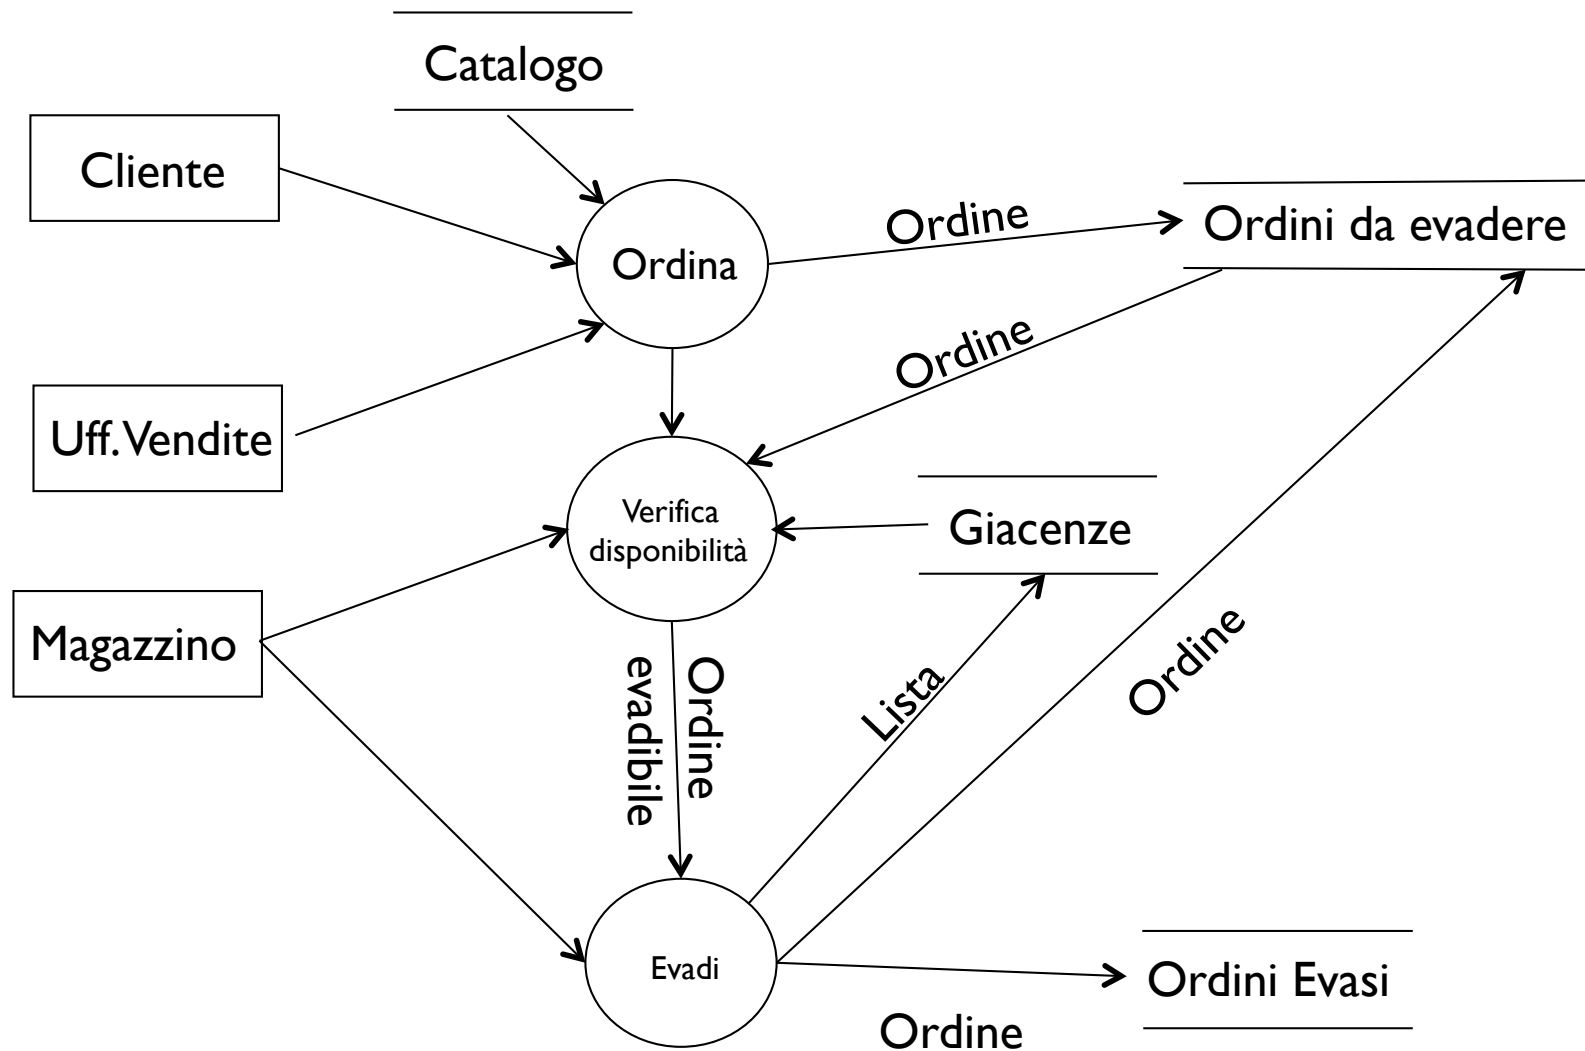 Catalogo
Cliente
Ordina
Ordine
Ordini da evadere
Ordine
Uff. Vendite
Verifica
disponibilità
Giacenze
Magazzino
Ordine
evadibile
Lista
Ordine
Evadi
Ordini Evasi
Ordine